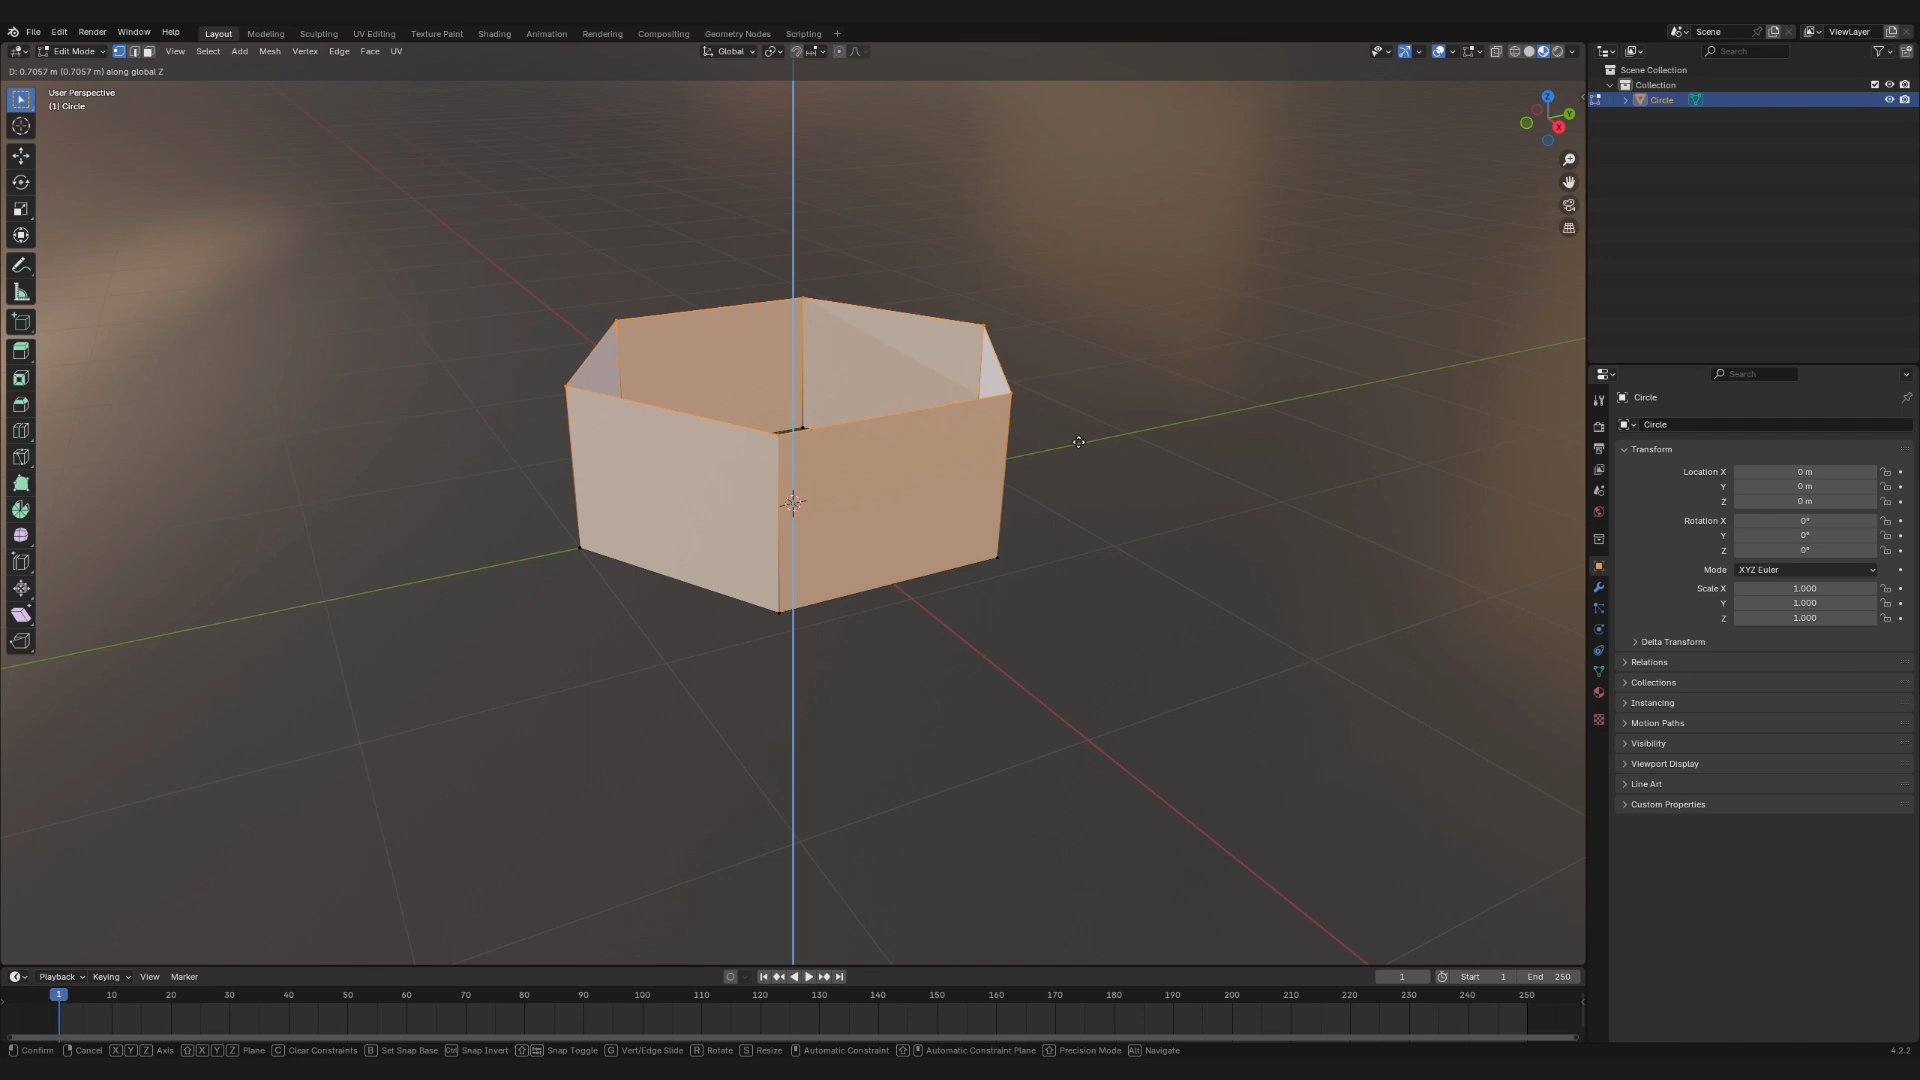 File Edit Render Window Help Layout Modeling Sculpting UV Editing Texture Paint Shading Animation Rendering Compositing Geometry Nodes Scripting + Scene ViewLayer
Edit Mode View Select Add Mesh Vertex Edge Face UV Global Search
D: 0.7057 m (0.7057 m) along global Z
User Perspective
(1) Circle
Z
Y
X
Scene Collection
Collection
Circle
Search
Circle
Circle
Transform
Location X 0 m
Y 0 m
Z 0 m
Rotation X 0°
Y 0°
Z 0°
Mode XYZ Euler
Scale X 1.000
Y 1.000
Z 1.000
Delta Transform
Relations
Collections
Instancing
Motion Paths
Visibility
Viewport Display
Line Art
Custom Properties
Playback Keying View Marker 1 Start 1 End 250
1 10 20 30 40 50 60 70 80 90 100 110 120 130 140 150 160 170 180 190 200 210 220 230 240 250
Confirm Cancel X Y Z Axis X Y Z Plane C Clear Constraints B Set Snap Base Ctrl Snap Invert Snap Toggle G Vert/Edge Slide R Rotate S Resize Automatic Constraint Automatic Constraint Plane Precision Mode Alt Navigate 4.2.2